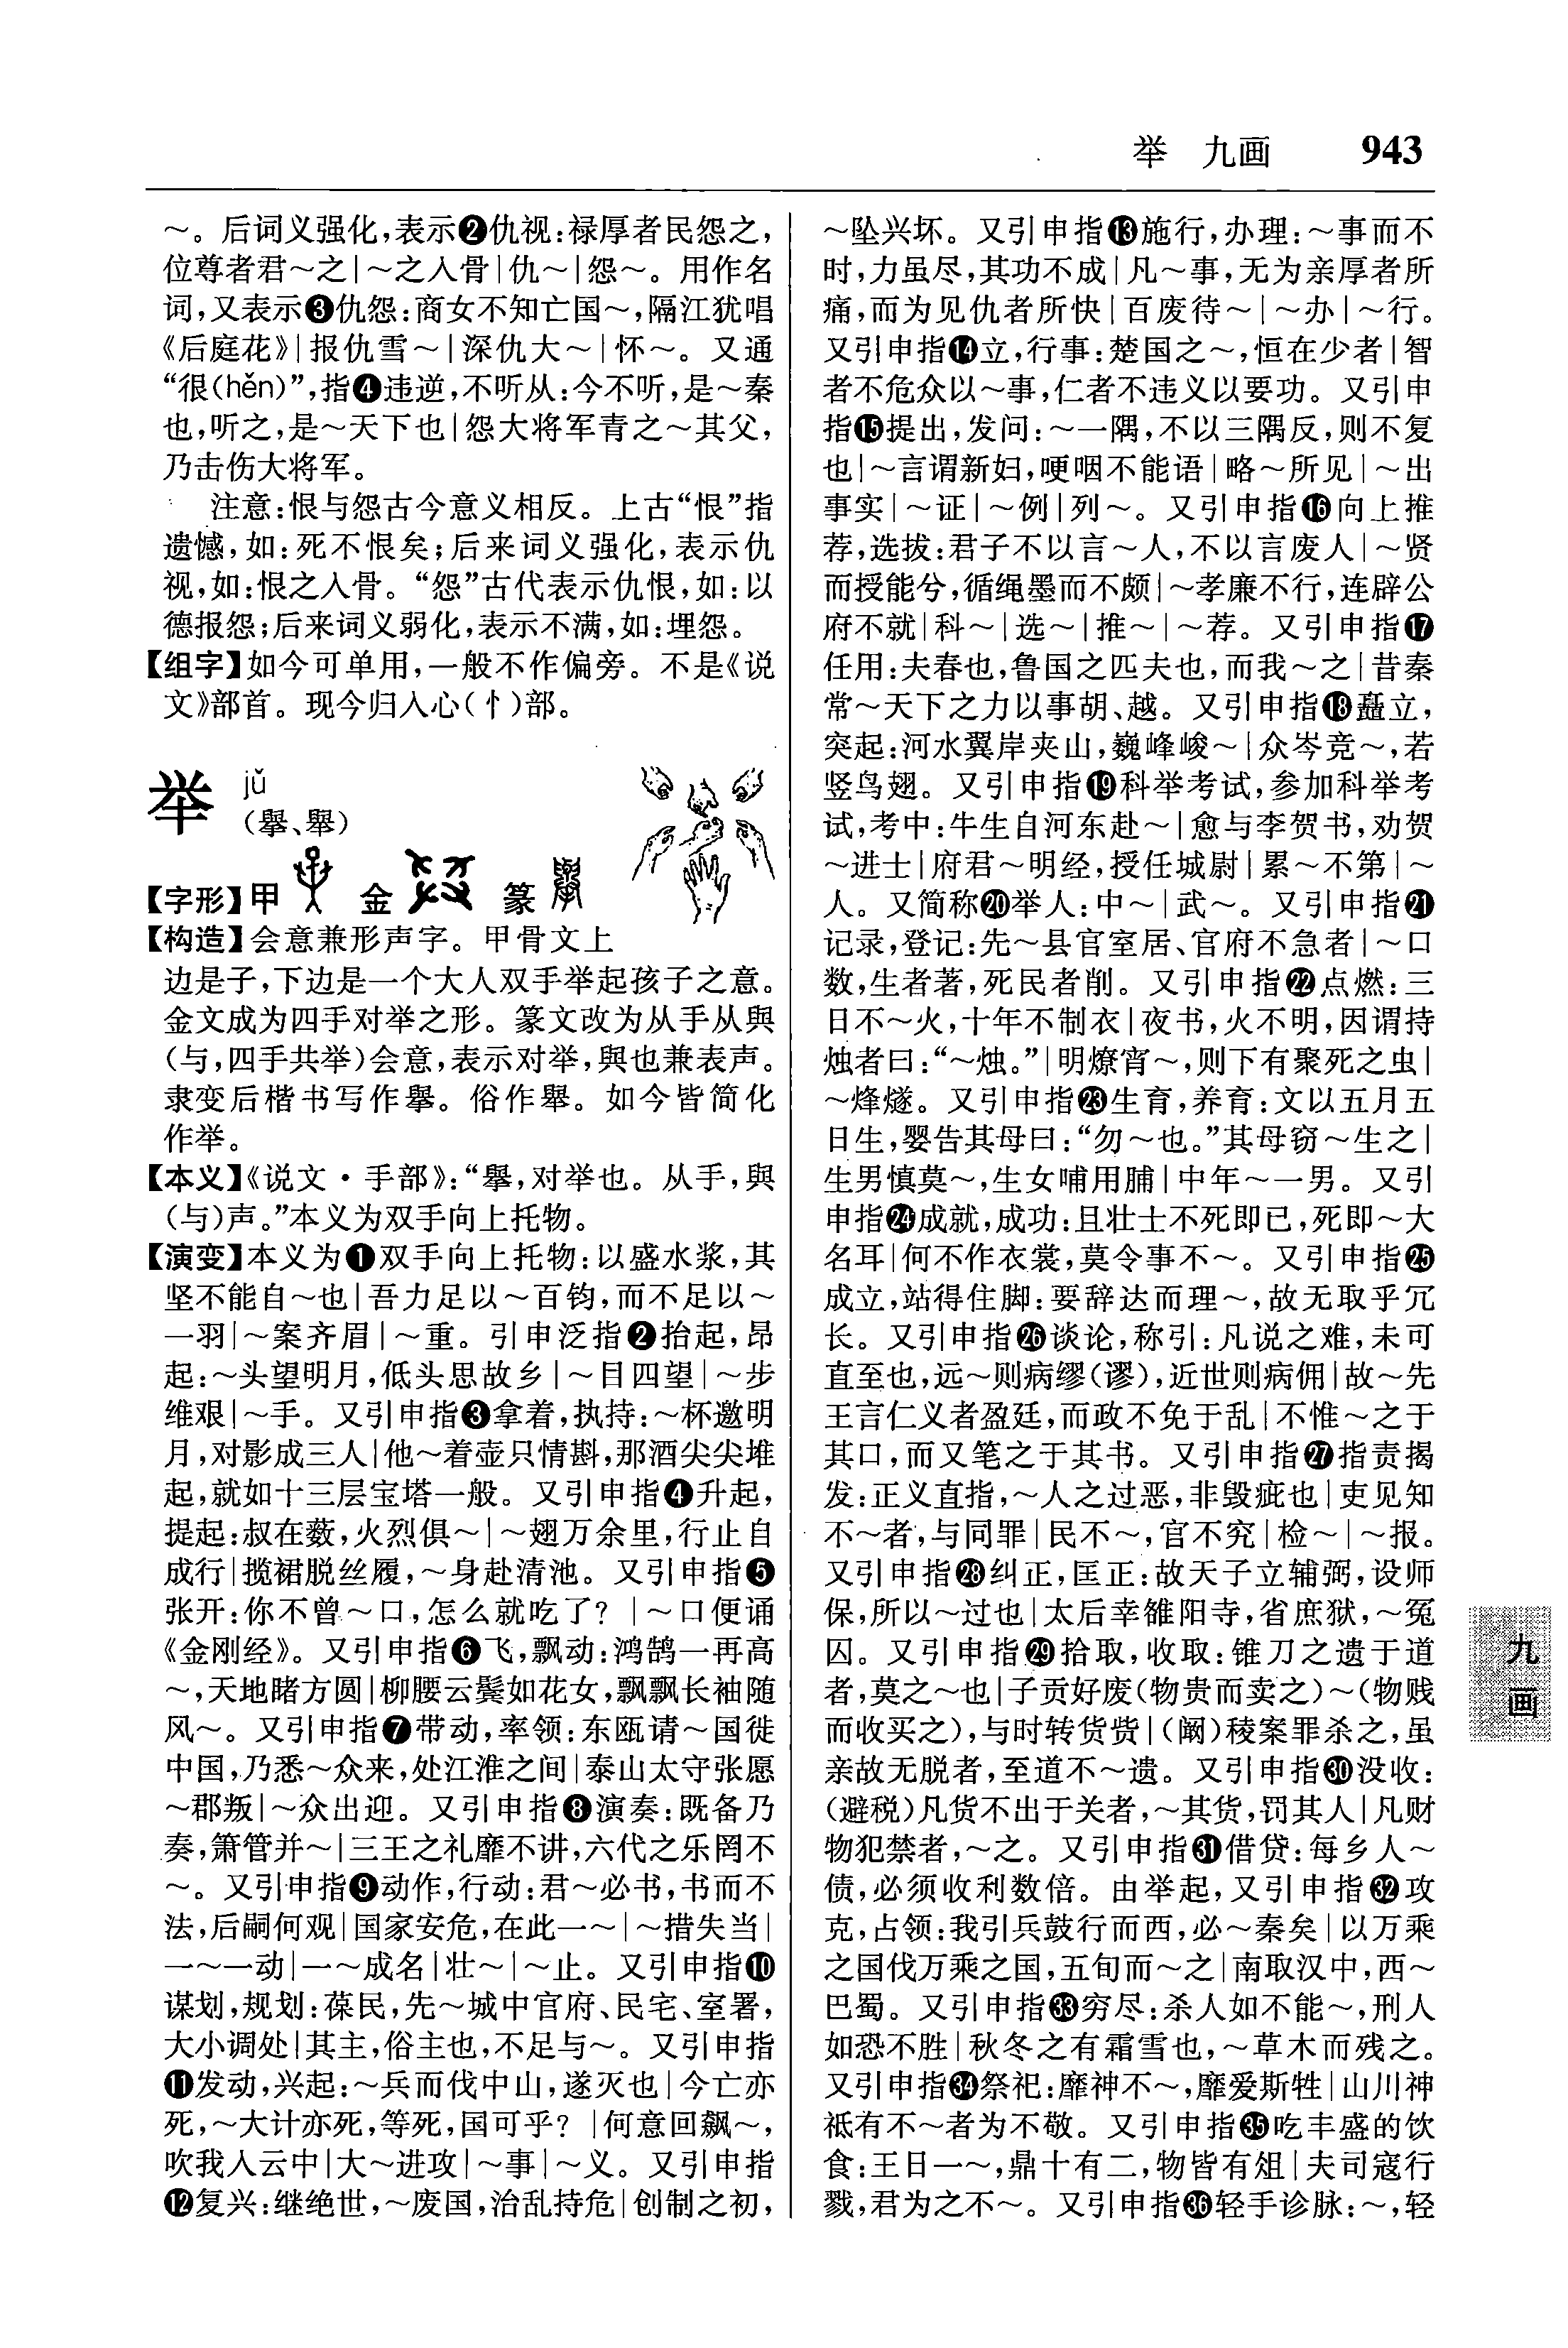 举 九画 943
～。后词义强化,表示❷仇视:禄厚者民怨之,
位尊者君～之|～之入骨|仇～|怨～。用作名
词,又表示❸仇怨:商女不知亡国～,隔江犹唱
《后庭花》|报仇雪～|深仇大～|怀～。又通
“很(hěn)”,指❹违逆,不听从:今不听,是～秦
也,听之,是～天下也|怨大将军青之～其父,
乃击伤大将军。
注意:恨与怨古今意义相反。上古“恨”指
遗憾,如:死不恨矣;后来词义强化,表示仇
视,如:恨之入骨。“怨”古代表示仇恨,如:以
德报怨;后来词义弱化,表示不满,如:埋怨。
【组字】如今可单用,一般不作偏旁。不是《说
文》部首。现今归入心(忄)部。
举 jǔ
(擧、舉)
【字形】甲 金 篆
【构造】会意兼形声字。甲骨文上
边是子,下边是一个大人双手举起孩子之意。
金文成为四手对举之形。篆文改为从手从與
(与,四手共举)会意,表示对举,與也兼表声。
隶变后楷书写作擧。俗作舉。如今皆简化
作举。
【本义】《说文·手部》:“擧,对举也。从手,與
(与)声。”本义为双手向上托物。
【演变】本义为❶双手向上托物:以盛水浆,其
坚不能自～也|吾力足以～百钧,而不足以～
一羽|～案齐眉|～重。引申泛指❷抬起,昂
起:～头望明月,低头思故乡|～目四望|～步
维艰|～手。又引申指❸拿着,执持:～杯邀明
月,对影成三人|他～着壶只情斟,那酒尖尖堆
起,就如十三层宝塔一般。又引申指❹升起,
提起:叔在薮,火烈俱～|～翅万余里,行止自
成行|揽裙脱丝履,～身赴清池。又引申指❺
张开:你不曾～口,怎么就吃了?|～口便诵
《金刚经》。又引申指❻飞,飘动:鸿鹄一再高
～,天地睹方圆|柳腰云鬓如花女,飘飘长袖随
风～。又引申指❼带动,率领:东瓯请～国徙
中国,乃悉～众来,处江淮之间|泰山太守张愿
～郡叛|～众出迎。又引申指❽演奏:既备乃
奏,箫管并～|三王之礼靡不讲,六代之乐罔不
～。又引申指❾动作,行动:君～必书,书而不
法,后嗣何观|国家安危,在此一～|～措失当|
一～一动|一～成名|壮～|～止。又引申指❿
谋划,规划:葆民,先～城中官府、民宅、室署,
大小调处|其主,俗主也,不足与～。又引申指
⓫发动,兴起:～兵而伐中山,遂灭也|今亡亦
死,～大计亦死,等死,国可乎?|何意回飙～,
吹我入云中|大～进攻|～事|～义。又引申指
⓬复兴:继绝世,～废国,治乱持危|创制之初,
～坠兴坏。又引申指⓭施行,办理:～事而不
时,力虽尽,其功不成|凡～事,无为亲厚者所
痛,而为见仇者所快|百废待～|～办|～行。
又引申指⓮立,行事:楚国之～,恒在少者|智
者不危众以～事,仁者不违义以要功。又引申
指⓯提出,发问:～一隅,不以三隅反,则不复
也|～言谓新妇,哽咽不能语|略～所见|～出
事实|～证|～例|列～。又引申指⓰向上推
荐,选拔:君子不以言～人,不以言废人|～贤
而授能兮,循绳墨而不颇|～孝廉不行,连辟公
府不就|科～|选～|推～|～荐。又引申指⓱
任用:夫春也,鲁国之匹夫也,而我～之|昔秦
常～天下之力以事胡、越。又引申指⓲矗立,
突起:河水翼岸夹山,巍峰峻～|众岑竞～,若
竖鸟翅。又引申指⓳科举考试,参加科举考
试,考中:牛生自河东赴～|愈与李贺书,劝贺
～进士|府君～明经,授任城尉|累～不第|～
人。又简称⓴举人:中～|武～。又引申指㉑
记录,登记:先～县官室居、官府不急者|～口
数,生者著,死民者削。又引申指㉒点燃:三
日不～火,十年不制衣|夜书,火不明,因谓持
烛者曰:“～烛。”|明燎宵～,则下有聚死之虫|
～烽燧。又引申指㉓生育,养育:文以五月五
日生,婴告其母曰:“勿～也。”其母窃～生之|
生男慎莫～,生女哺用脯|中年～一男。又引
申指㉔成就,成功:且壮士不死即已,死即～大
名耳|何不作衣裳,莫令事不～。又引申指㉕
成立,站得住脚:要辞达而理～,故无取乎冗
长。又引申指㉖谈论,称引:凡说之难,未可
直至也,远～则病缪(谬),近世则病佣|故～先
王言仁义者盈廷,而政不免于乱|不惟～之于
其口,而又笔之于其书。又引申指㉗指责揭
发:正义直指,～人之过恶,非毁疵也|吏见知
不～者,与同罪|民不～,官不究|检～|～报。
又引申指㉘纠正,匡正:故天子立辅弼,设师
保,所以～过也|太后幸雒阳寺,省庶狱,～冤
囚。又引申指㉙拾取,收取:锥刀之遗于道
者,莫之～也|子贡好废(物贵而卖之)～(物贱
而收买之),与时转货赀|(阚)稜案罪杀之,虽
亲故无脱者,至道不～遗。又引申指㉚没收:
(避税)凡货不出于关者,～其货,罚其人|凡财
物犯禁者,～之。又引申指㉛借贷:每乡人～
债,必须收利数倍。由举起,又引申指㉜攻
克,占领:我引兵鼓行而西,必～秦矣|以万乘
之国伐万乘之国,五旬而～之|南取汉中,西～
巴蜀。又引申指㉝穷尽:杀人如不能～,刑人
如恐不胜|秋冬之有霜雪也,～草木而残之。
又引申指㉞祭祀:靡神不～,靡爱斯牲|山川神
祇有不～者为不敬。又引申指㉟吃丰盛的饮
食:王日一～,鼎十有二,物皆有俎|夫司寇行
戮,君为之不～。又引申指㊱轻手诊脉:～,轻
九
画